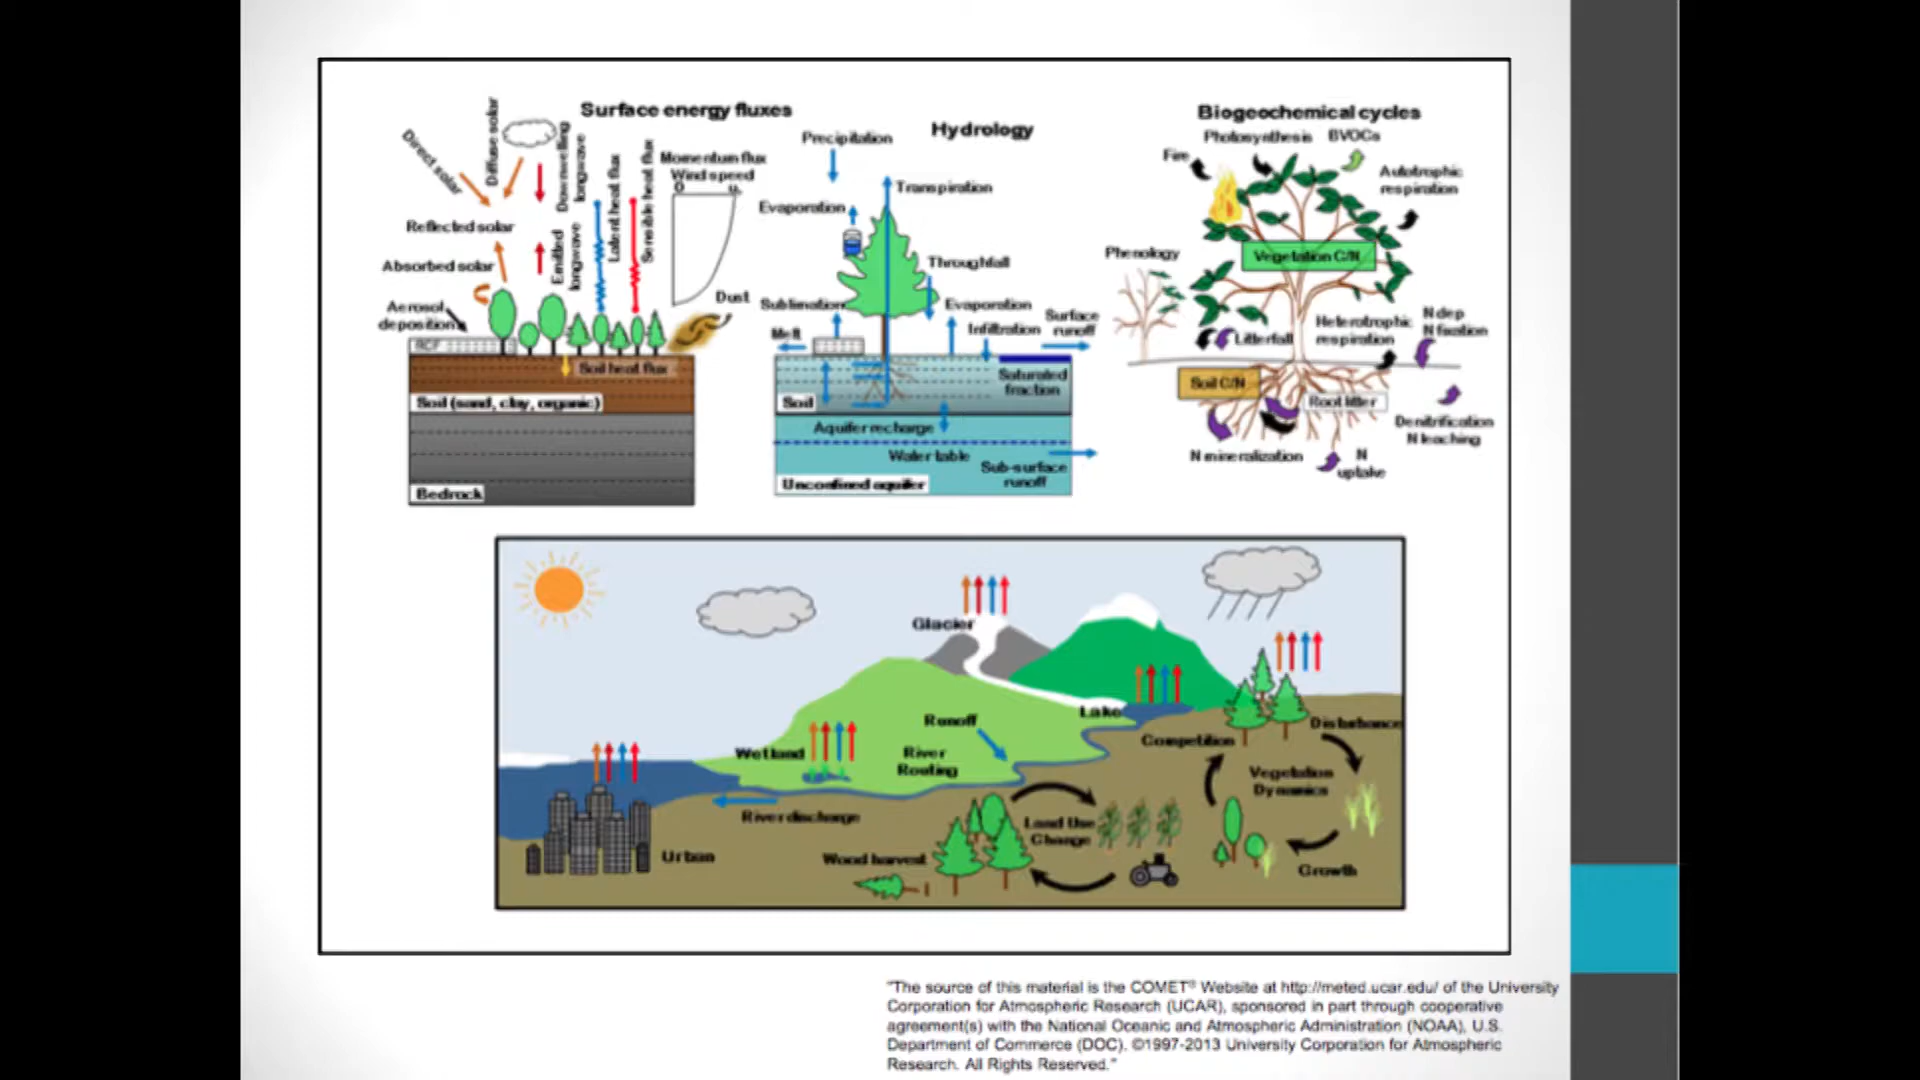 Surface energy fluxes
Direct solar
Diffuse solar
Downwelling
longwave
Reflected solar
Absorbed solar
Emitted
longwave
Latent heat flux
Sensible heat flux
Momentum flux
Wind speed
0
u
Aerosol
deposition
Dust
Soil heat flux
Soil (sand, clay, organic)
Bedrock
Hydrology
Precipitation
Transpiration
Evaporation
Throughfall
Sublimation
Evaporation
Melt
Infiltration
Surface
runoff
Saturated
fraction
Soil
Aquifer recharge
Water table
Sub-surface
runoff
Unconfined aquifer
Biogeochemical cycles
Photosynthesis
BVOCs
Fire
Autotrophic
respiration
Phenology
Vegetation C/N
Litterfall
Heterotrophic
respiration
N dep
N fixation
Soil C/N
Root litter
Denitrification
N leaching
N mineralization
N
uptake
Glacier
Lake
Runoff
River
Routing
Wetland
River discharge
Urban
Wood harvest
Land Use
Change
Competition
Disturbance
Vegetation
Dynamics
Growth
"The source of this material is the COMET® Website at http://meted.ucar.edu/ of the University
Corporation for Atmospheric Research (UCAR), sponsored in part through cooperative
agreement(s) with the National Oceanic and Atmospheric Administration (NOAA), U.S.
Department of Commerce (DOC). ©1997-2013 University Corporation for Atmospheric
Research. All Rights Reserved."